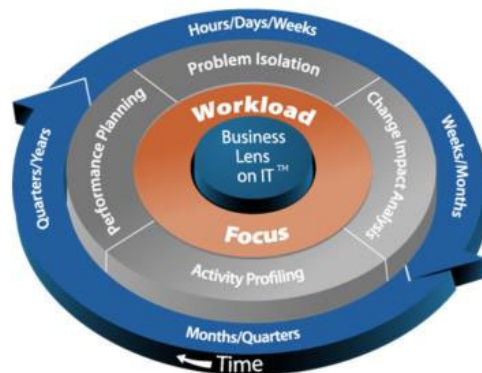 Hours/Days/Weeks
Problem Isolation
Workload
Business
Lens
on IT™
Focus
Performance Planning
Change Impact Analysis
Activity Profiling
Quarters/Years
Weeks/Months
Months/Quarters
Time